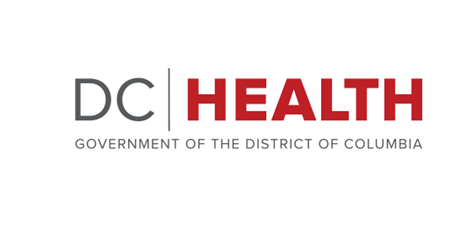 DC | HEALTH
GOVERNMENT OF THE DISTRICT OF COLUMBIA